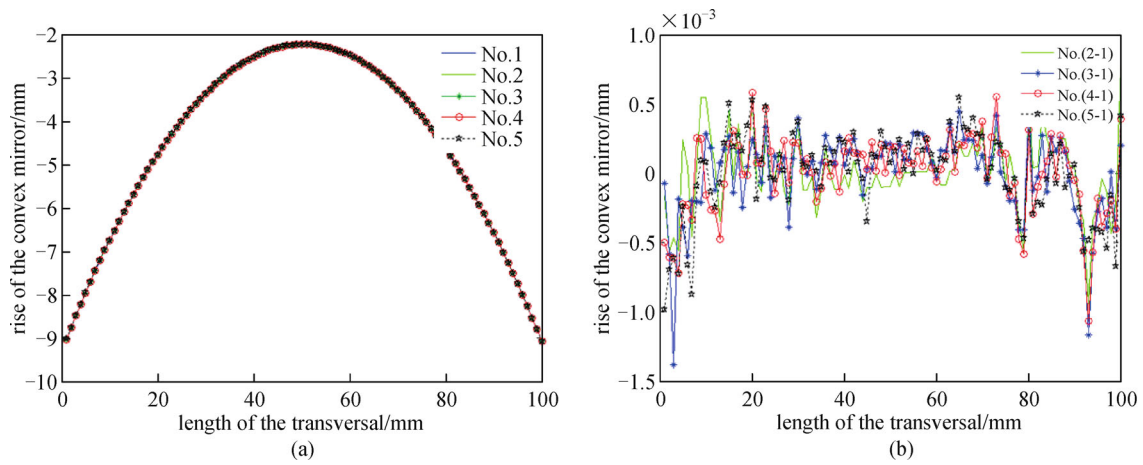 rise of the convex mirror/mm
−2
−3
−4
−5
−6
−7
−8
−9
−10
0
20
40
60
80
100
length of the transversal/mm
(a)
No.1
No.2
No.3
No.4
No.5
×10⁻³
rise of the convex mirror/mm
1.0
0.5
0
−0.5
−1.0
−1.5
0
20
40
60
80
100
length of the transversal/mm
(b)
No.(2-1)
No.(3-1)
No.(4-1)
No.(5-1)